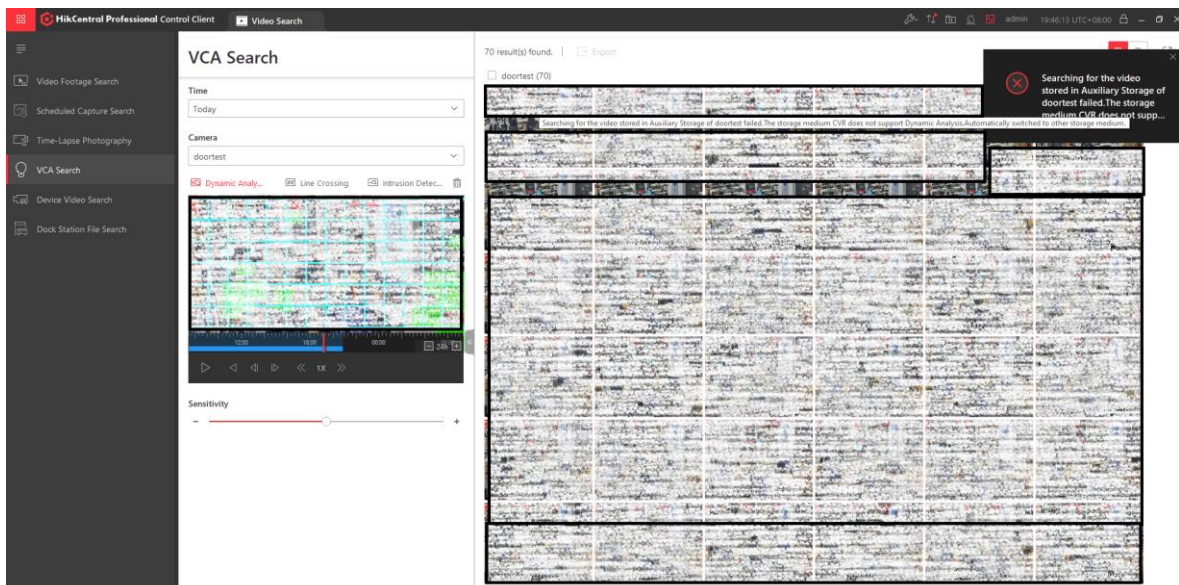 HikCentral Professional Control Client
Video Search
admin
19:46:13 UTC+08:00
Video Footage Search
Scheduled Capture Search
Time-Lapse Photography
VCA Search
Device Video Search
Dock Station File Search
VCA Search
Time
Today
Camera
doortest
Dynamic Analy...
Line Crossing
Intrusion Detec...
12:00
18:00
00:00
24h
1X
Sensitivity
70 result(s) found.
Export
doortest (70)
Searching for the video stored in Auxiliary Storage of doortest failed.The storage medium CVR does not support Dynamic Analysis.Automatically switched to other storage medium.
Searching for the video
stored in Auxiliary Storage of
doortest failed.The storage
medium CVR does not supp...